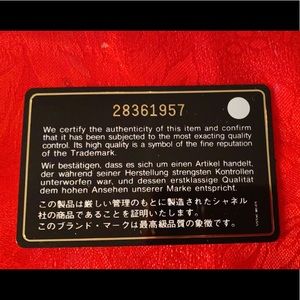 28361957
We certify the authenticity of this item and confirm
that it has been subjected to the most exacting quality
control. Its high quality is a symbol of the fine reputation
of the Trademark.
Wir bestätigen, dass es sich um einen Artikel handelt,
der während seiner Herstellung strengsten Kontrollen
unterworfen war, und dessen erstklassige Qualität
dem hohen Ansehen unserer Marke entspricht.
この製品は厳しい管理のもとに製造されたシャネル
社の商品であることを証明いたします。
このブランド・マークは最高級品質の象徴です。